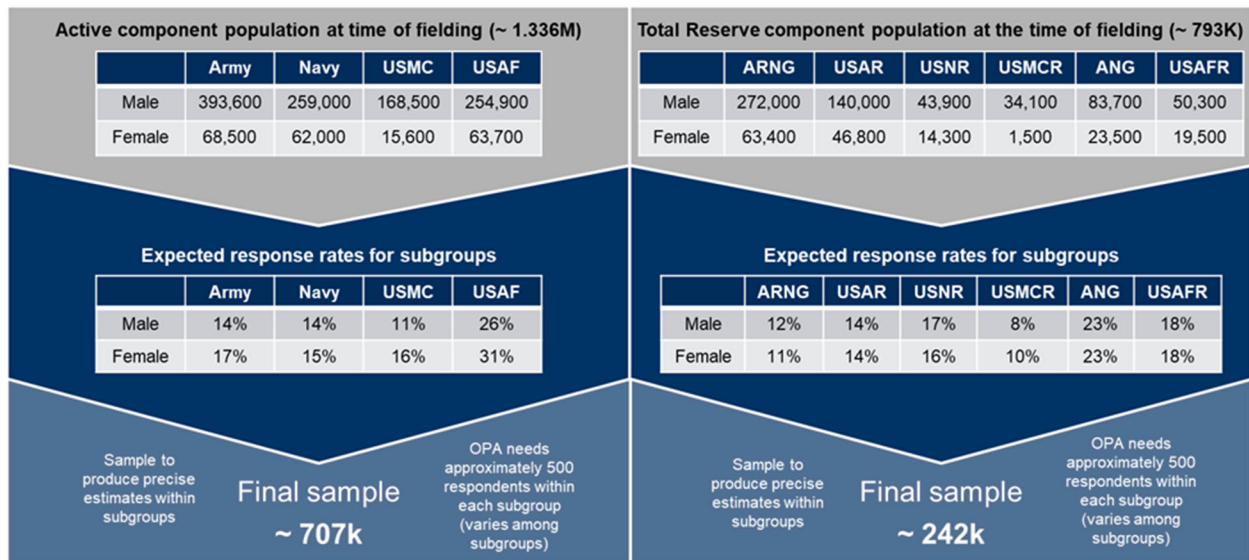 Active component population at time of fielding (~ 1.336M)
Army Navy USMC USAF
Male 393,600 259,000 168,500 254,900
Female 68,500 62,000 15,600 63,700
Expected response rates for subgroups
Army Navy USMC USAF
Male 14% 14% 11% 26%
Female 17% 15% 16% 31%
Sample to
produce precise
estimates within
subgroups
Final sample
~ 707k
OPA needs
approximately 500
respondents within
each subgroup
(varies among
subgroups)
Total Reserve component population at the time of fielding (~ 793K)
ARNG USAR USNR USMCR ANG USAFR
Male 272,000 140,000 43,900 34,100 83,700 50,300
Female 63,400 46,800 14,300 1,500 23,500 19,500
Expected response rates for subgroups
ARNG USAR USNR USMCR ANG USAFR
Male 12% 14% 17% 8% 23% 18%
Female 11% 14% 16% 10% 23% 18%
Sample to
produce precise
estimates within
subgroups
Final sample
~ 242k
OPA needs
approximately 500
respondents within
each subgroup
(varies among
subgroups)